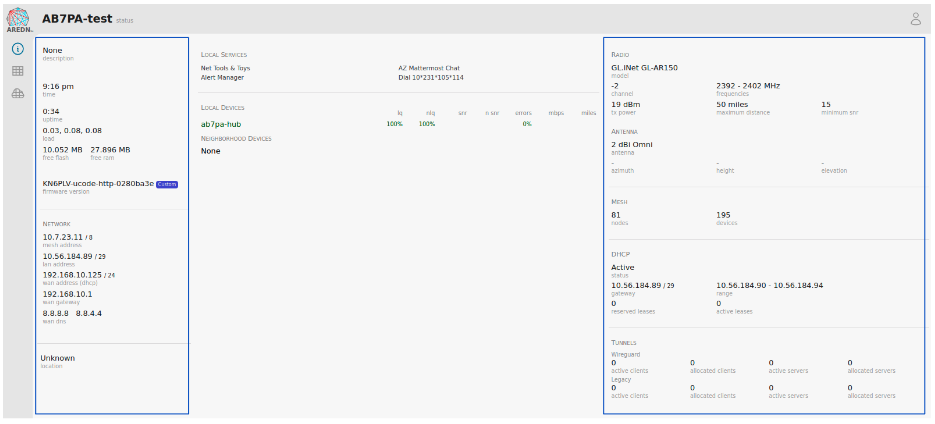 AREDN
AB7PA-test status
None
description
9:16 pm
time
9:34
uptime
0.03, 0.08, 0.08
load
10.052 MB 27.896 MB
free flash free ram
KN6PLV-ucode-http-0280ba3e Custom
firmware version
NETWORK
10.7.23.11 / 8
mesh address
10.56.184.89 / 29
lan address
192.168.10.125 / 24
wan address (dhcp)
192.168.10.1
wan gateway
8.8.8.8 8.8.4.4
wan dns
Unknown
location
LOCAL SERVICES
Net Tools & Toys AZ Mattermost Chat
Alert Manager Dial 10*231*105*114
LOCAL DEVICES
lq nlq snr n snr errors mbps miles
ab7pa-hub 100% 100% 0%
NEIGHBORHOOD DEVICES
None
RADIO
GL.iNet GL-AR150
model
-2 2392 - 2402 MHz
channel frequencies
19 dBm 50 miles 15
tx power maximum distance minimum snr
ANTENNA
2 dBi Omni
antenna
- - -
azimuth height elevation
MESH
81 195
nodes devices
DHCP
Active
status
10.56.184.89 / 29 10.56.184.90 - 10.56.184.94
gateway range
0 0
reserved leases active leases
TUNNELS
Wireguard
0 0 0 0
active clients allocated clients active servers allocated servers
Legacy
0 0 0 0
active clients allocated clients active servers allocated servers